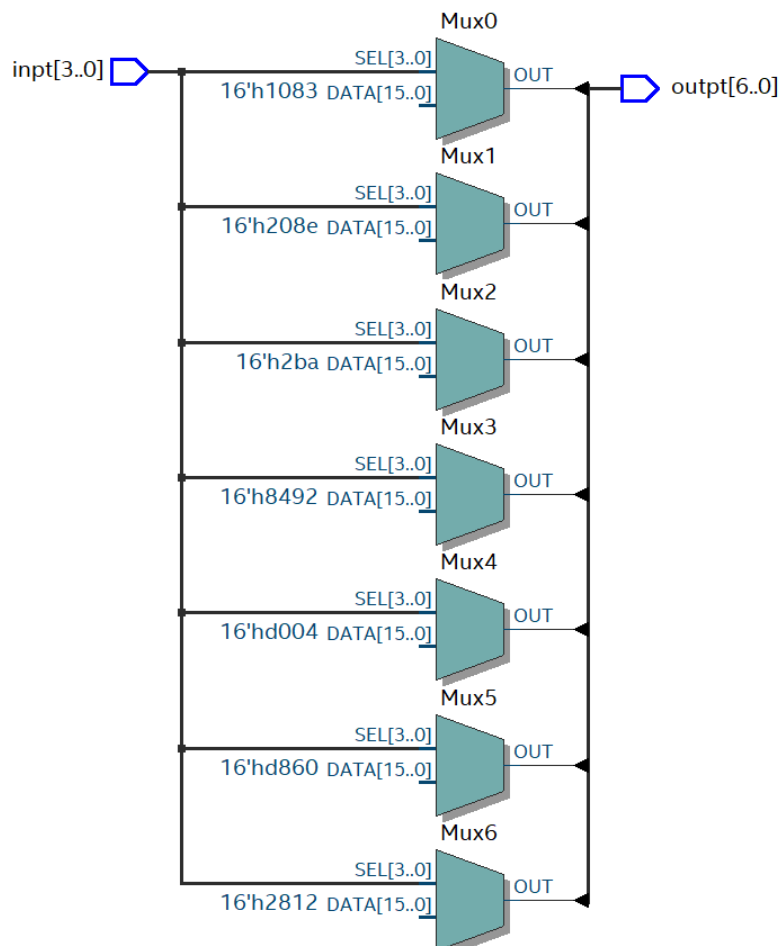 Mux0
inpt[3..0] SEL[3..0] OUT outpt[6..0]
16'h1083 DATA[15..0]
Mux1
SEL[3..0] OUT
16'h208e DATA[15..0]
Mux2
SEL[3..0] OUT
16'h2ba DATA[15..0]
Mux3
SEL[3..0] OUT
16'h8492 DATA[15..0]
Mux4
SEL[3..0] OUT
16'hd004 DATA[15..0]
Mux5
SEL[3..0] OUT
16'hd860 DATA[15..0]
Mux6
SEL[3..0] OUT
16'h2812 DATA[15..0]